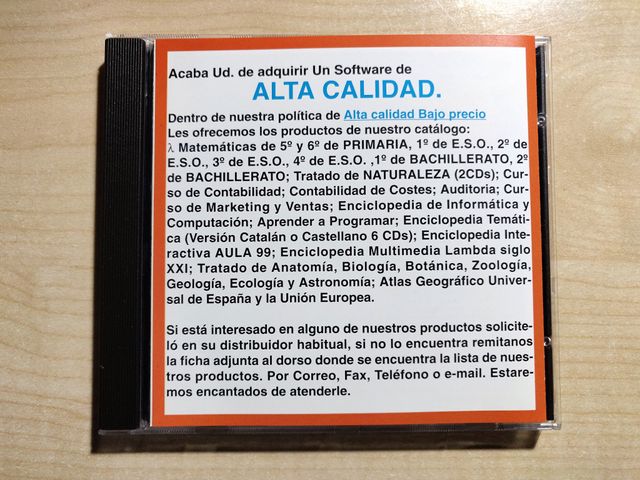 Acaba Ud. de adquirir Un Software de
ALTA CALIDAD.
Dentro de nuestra política de Alta calidad Bajo precio
Les ofrecemos los productos de nuestro catálogo:
λ Matemáticas de 5º y 6º de PRIMARIA, 1º de E.S.O., 2º de
E.S.O., 3º de E.S.O., 4º de E.S.O. ,1º de BACHILLERATO, 2º
de BACHILLERATO; Tratado de NATURALEZA (2CDs); Cur-
so de Contabilidad; Contabilidad de Costes; Auditoria; Cur-
so de Marketing y Ventas; Enciclopedia de Informática y
Computación; Aprender a Programar; Enciclopedia Temáti-
ca (Versión Catalán o Castellano 6 CDs); Enciclopedia Inte-
ractiva AULA 99; Enciclopedia Multimedia Lambda siglo
XXI; Tratado de Anatomía, Biología, Botánica, Zoología,
Geología, Ecología y Astronomía; Atlas Geográfico Univer-
sal de España y la Unión Europea.
Si está interesado en alguno de nuestros productos solicite-
ló en su distribuidor habitual, si no lo encuentra remitanos
la ficha adjunta al dorso donde se encuentra la lista de nues-
tros productos. Por Correo, Fax, Teléfono o e-mail. Estare-
mos encantados de atenderle.